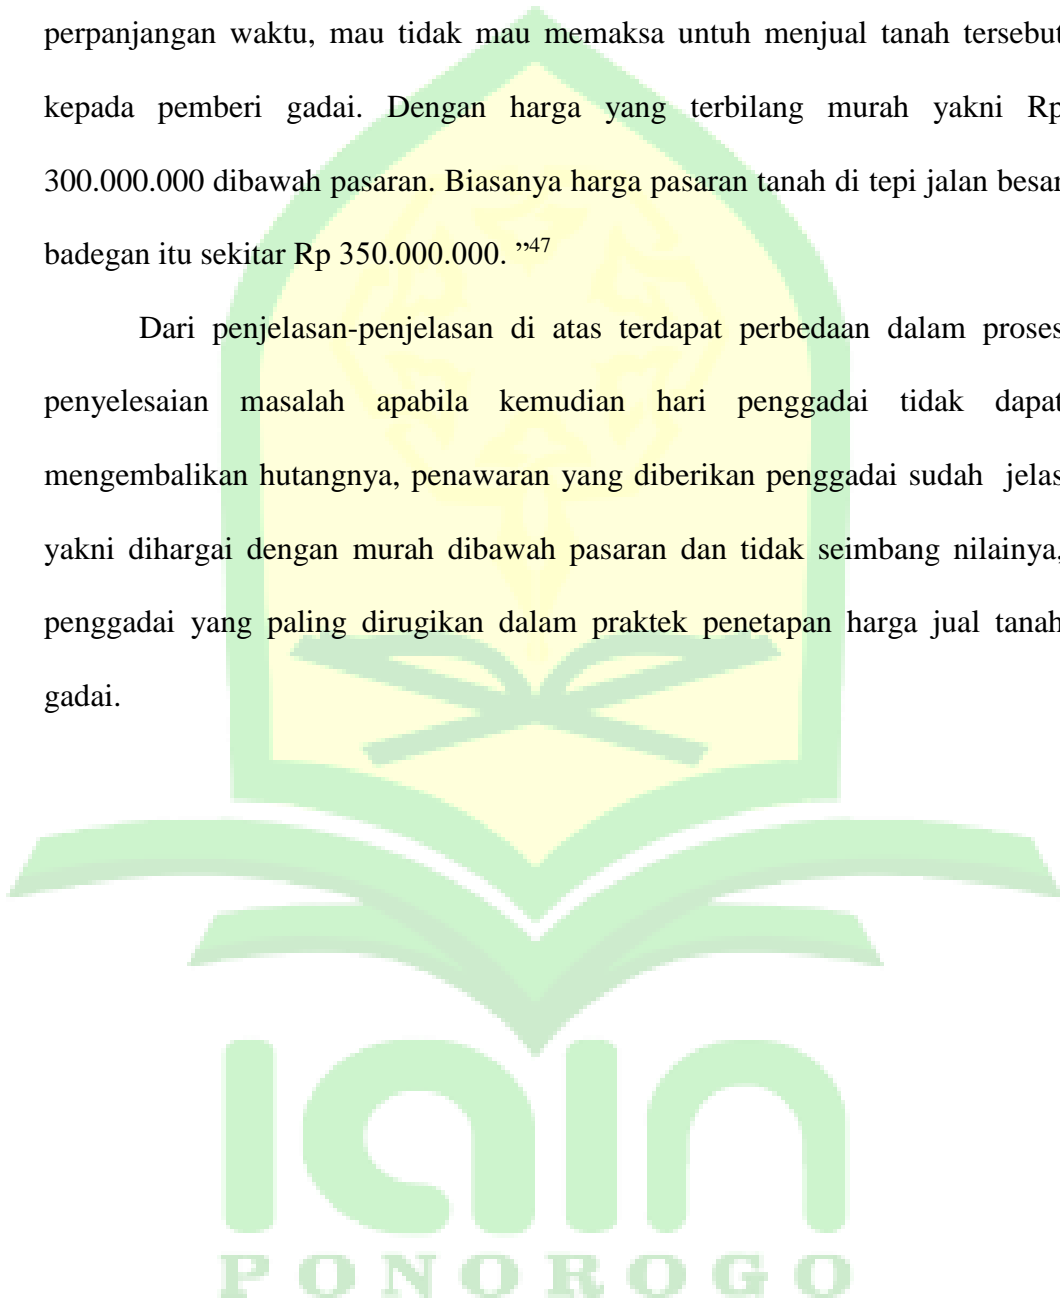 perpanjangan waktu, mau tidak mau memaksa untuh menjual tanah tersebut
kepada pemberi gadai. Dengan harga yang terbilang murah yakni Rp
300.000.000 dibawah pasaran. Biasanya harga pasaran tanah di tepi jalan besar
badegan itu sekitar Rp 350.000.000. ”47
Dari penjelasan-penjelasan di atas terdapat perbedaan dalam proses
penyelesaian masalah apabila kemudian hari penggadai tidak dapat
mengembalikan hutangnya, penawaran yang diberikan penggadai sudah jelas
yakni dihargai dengan murah dibawah pasaran dan tidak seimbang nilainya,
penggadai yang paling dirugikan dalam praktek penetapan harga jual tanah
gadai.
iain
PONOROGO